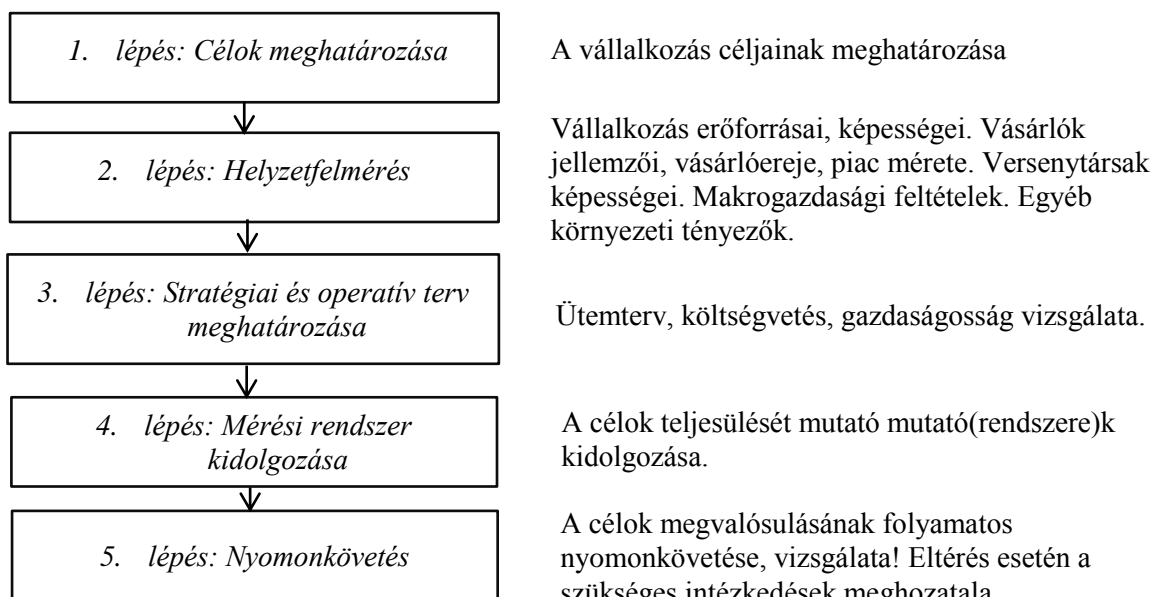 1. lépés: Célok meghatározása
A vállalkozás céljainak meghatározása
2. lépés: Helyzetfelmérés
Vállalkozás erőforrásai, képességei. Vásárlók
jellemzői, vásárlóereje, piac mérete. Versenytársak
képességei. Makrogazdasági feltételek. Egyéb
környezeti tényezők.
3. lépés: Stratégiai és operatív terv
meghatározása
Ütemterv, költségvetés, gazdaságosság vizsgálata.
4. lépés: Mérési rendszer
kidolgozása
A célok teljesülését mutató mutató(rendszere)k
kidolgozása.
5. lépés: Nyomonkövetés
A célok megvalósulásának folyamatos
nyomonkövetése, vizsgálata! Eltérés esetén a
szükséges intézkedések meghozatala